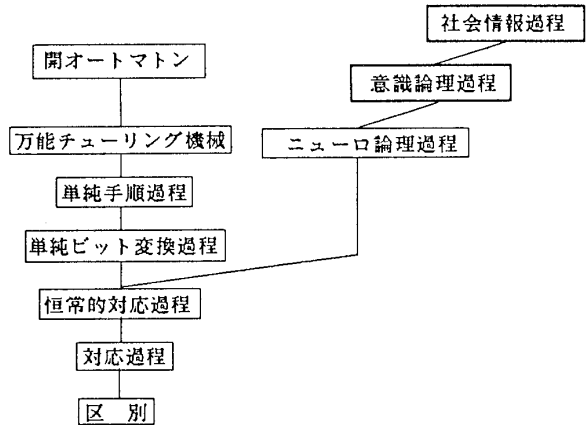 社会情報過程
開オートマトン
意識論理過程
万能チューリング機械
ニューロ論理過程
単純手順過程
単純ビット変換過程
恒常的対応過程
対応過程
区 別